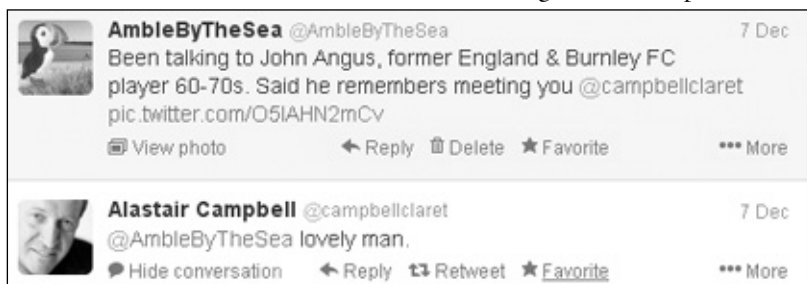 AmbleByTheSea @AmbleByTheSea 7 Dec
Been talking to John Angus, former England & Burnley FC
player 60-70s. Said he remembers meeting you @campbellclaret
pic.twitter.com/O5IAHN2mCv
View photo Reply Delete Favorite More
Alastair Campbell @campbellclaret 7 Dec
@AmbleByTheSea lovely man.
Hide conversation Reply Retweet Favorite More